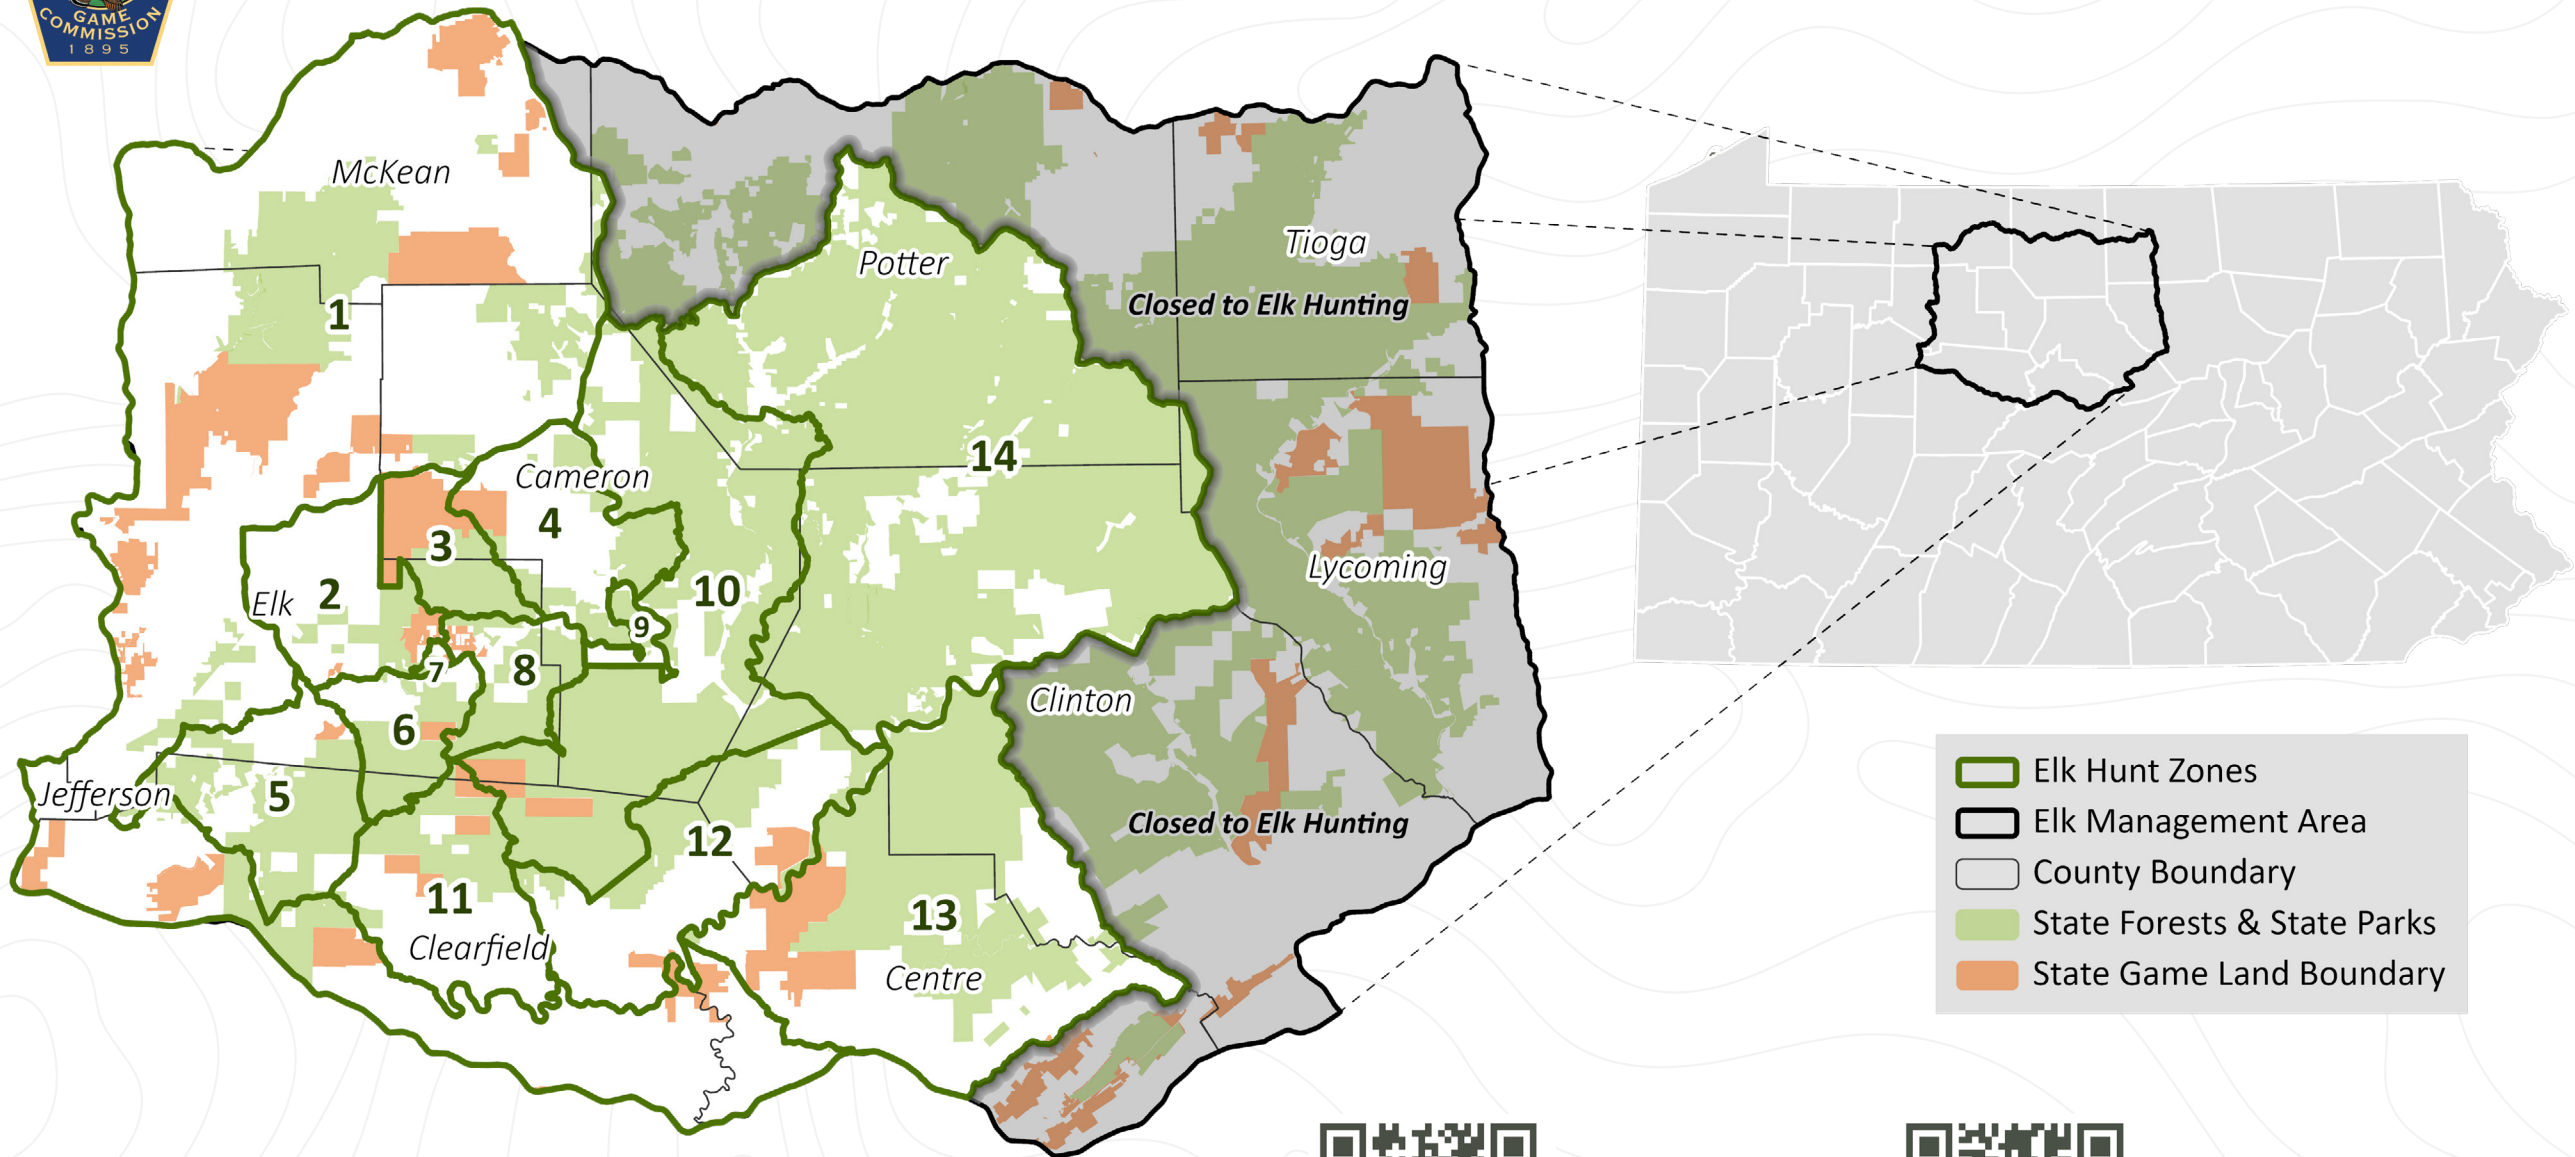 GAME
COMMISSION
1895
McKean
Tioga
Potter
Closed to Elk Hunting
1
14
Cameron
4
3
Lycoming
10
2
Elk
9
7
8
Clinton
6
Jefferson
5
Closed to Elk Hunting
12
11
13
Clearfield
Centre
Elk Hunt Zones
Elk Management Area
County Boundary
State Forests & State Parks
State Game Land Boundary